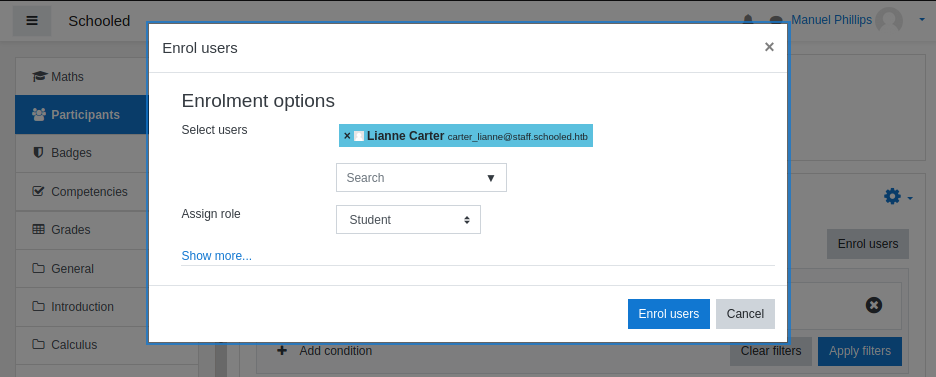 Schooled
Manuel Phillips
Enrol users
×
Enrolment options
Select users
× Lianne Carter carter_lianne@staff.schooled.htb
Search ▼
Assign role
Student
Show more...
Enrol users
Cancel
Maths
Participants
Badges
Competencies
Grades
General
Introduction
Calculus
Enrol users
Add condition
Clear filters
Apply filters